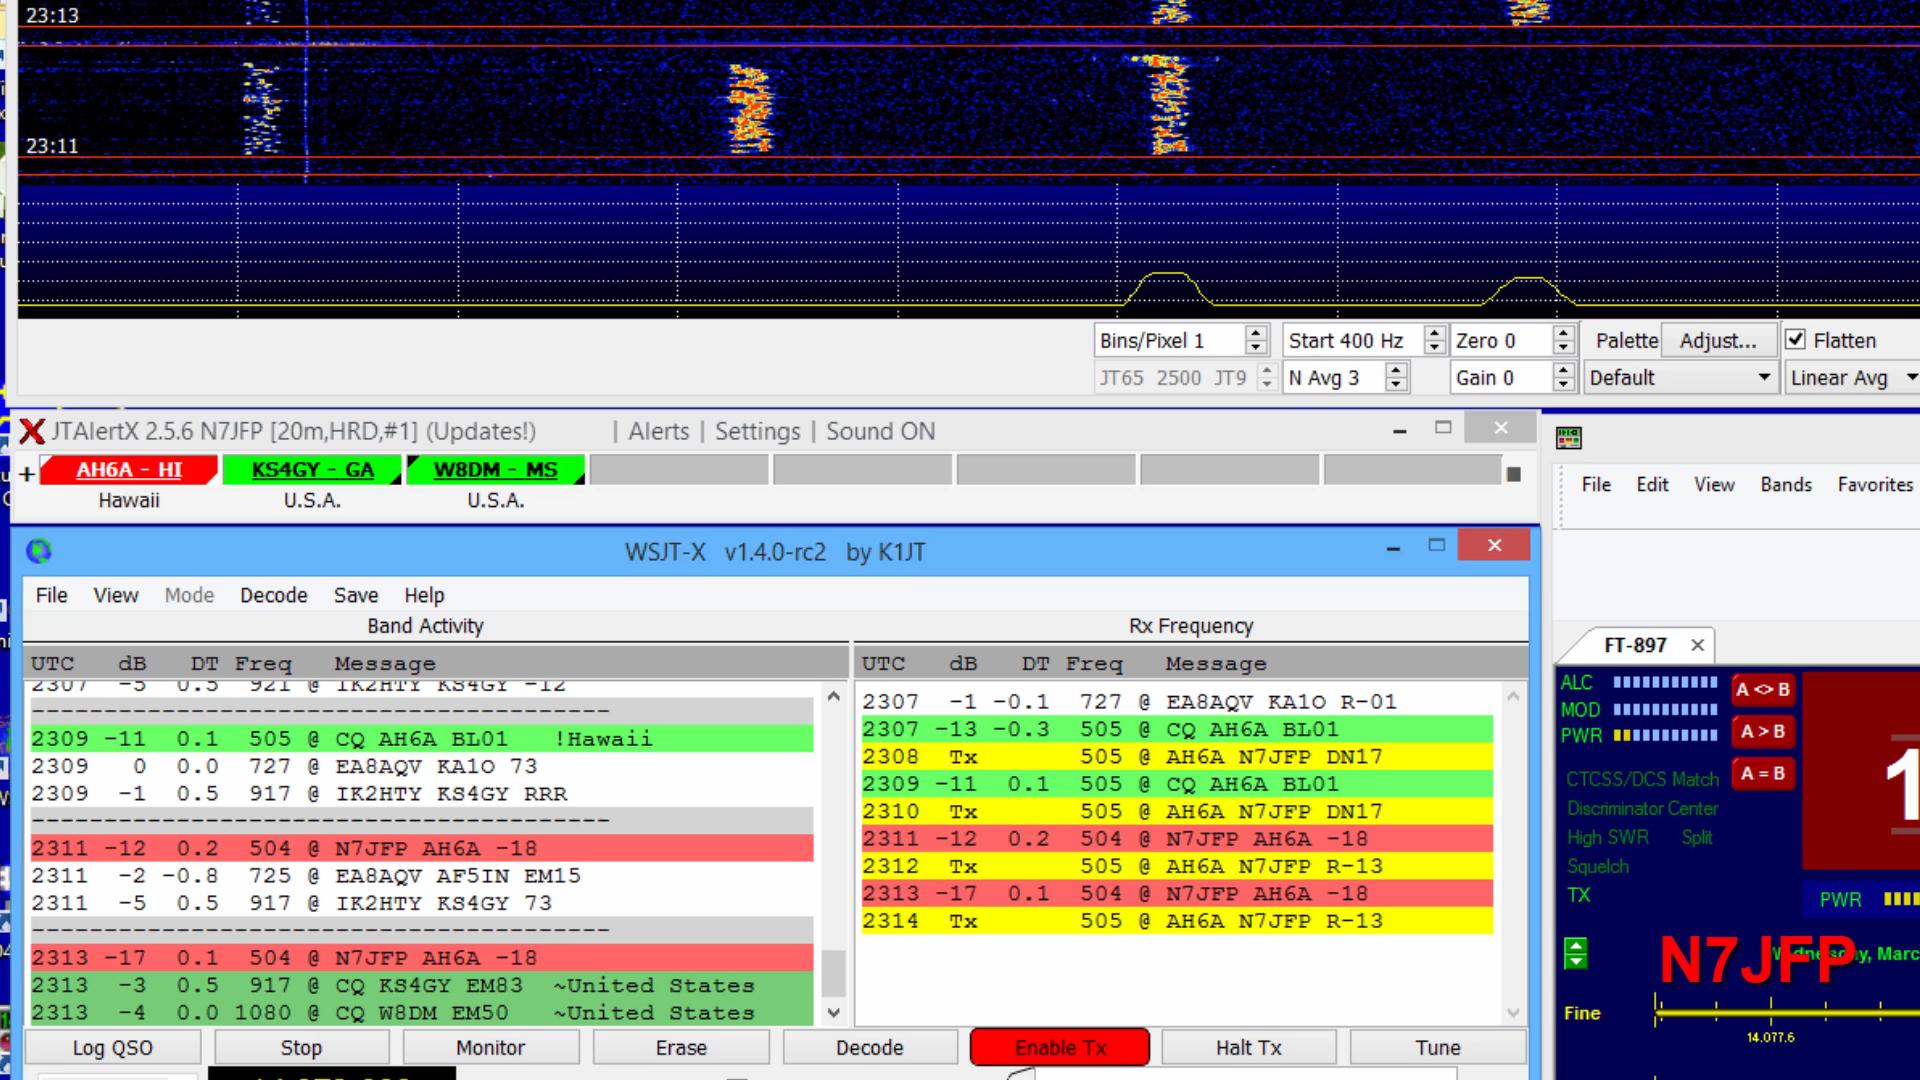 23:13
23:11
Bins/Pixel 1 Start 400 Hz Zero 0 Palette Adjust... Flatten
JT65 2500 JT9 N Avg 3 Gain 0 Default Linear Avg
JTAlertX 2.5.6 N7JFP [20m,HRD,#1] (Updates!) | Alerts | Settings | Sound ON
+ AH6A - HI KS4GY - GA W8DM - MS
Hawaii U.S.A. U.S.A.
WSJT-X v1.4.0-rc2 by K1JT
File View Mode Decode Save Help
Band Activity
UTC dB DT Freq Message
2307 -5 0.5 921 @ IK2HTY KS4GY -12
----------------------------------------
2309 -11 0.1 505 @ CQ AH6A BL01 !Hawaii
2309 0 0.0 727 @ EA8AQV KA1O 73
2309 -1 0.5 917 @ IK2HTY KS4GY RRR
----------------------------------------
2311 -12 0.2 504 @ N7JFP AH6A -18
2311 -2 -0.8 725 @ EA8AQV AF5IN EM15
2311 -5 0.5 917 @ IK2HTY KS4GY 73
----------------------------------------
2313 -17 0.1 504 @ N7JFP AH6A -18
2313 -3 0.5 917 @ CQ KS4GY EM83 ~United States
2313 -4 0.0 1080 @ CQ W8DM EM50 ~United States
Rx Frequency
UTC dB DT Freq Message
2307 -1 -0.1 727 @ EA8AQV KA1O R-01
2307 -13 -0.3 505 @ CQ AH6A BL01
2308 Tx 505 @ AH6A N7JFP DN17
2309 -11 0.1 505 @ CQ AH6A BL01
2310 Tx 505 @ AH6A N7JFP DN17
2311 -12 0.2 504 @ N7JFP AH6A -18
2312 Tx 505 @ AH6A N7JFP R-13
2313 -17 0.1 504 @ N7JFP AH6A -18
2314 Tx 505 @ AH6A N7JFP R-13
Log QSO Stop Monitor Erase Decode Enable Tx Halt Tx Tune
File Edit View Bands Favorites
FT-897
ALC A <> B
MOD
PWR A > B
CTCSS/DCS Match A = B
Discriminator Center
High SWR Split
Squelch
TX
PWR
1
N7JFP
Wednesday, Marc
Fine
14.077.6